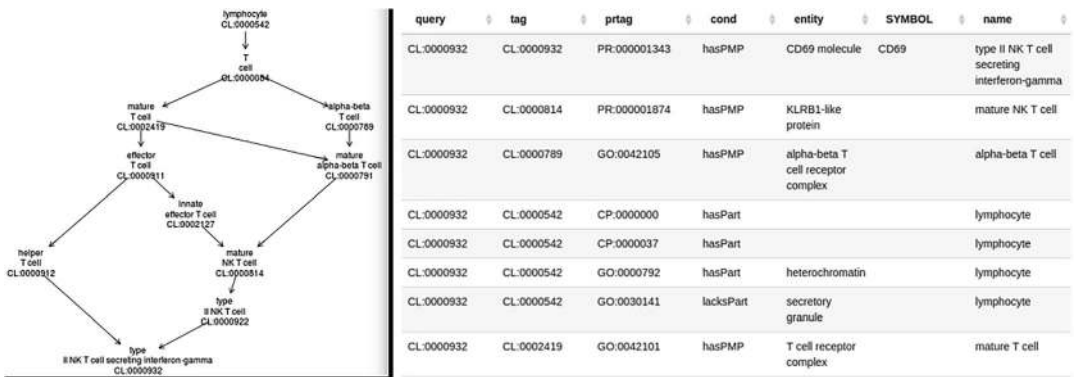 lymphocyte
CL:0000542
T
cell
CL:0000084
mature
T cell
CL:0002419
alpha-beta
T cell
CL:0000789
effector
T cell
CL:0000911
mature
alpha-beta T cell
CL:0000791
innate
effector T cell
CL:0002127
helper
T cell
CL:0000912
mature
NK T cell
CL:0000814
type
II NK T cell
CL:0000922
type
II NK T cell secreting interferon-gamma
CL:0000932
query tag prtag cond entity SYMBOL name
CL:0000932 CL:0000932 PR:000001343 hasPMP CD69 molecule CD69 type II NK T cell
secreting
interferon-gamma
CL:0000932 CL:0000814 PR:000001874 hasPMP KLRB1-like mature NK T cell
protein
CL:0000932 CL:0000789 GO:0042105 hasPMP alpha-beta T alpha-beta T cell
cell receptor
complex
CL:0000932 CL:0000542 CP:0000000 hasPart lymphocyte
CL:0000932 CL:0000542 CP:0000037 hasPart lymphocyte
CL:0000932 CL:0000542 GO:0000792 hasPart heterochromatin lymphocyte
CL:0000932 CL:0000542 GO:0030141 lacksPart secretory lymphocyte
granule
CL:0000932 CL:0002419 GO:0042101 hasPMP T cell receptor mature T cell
complex